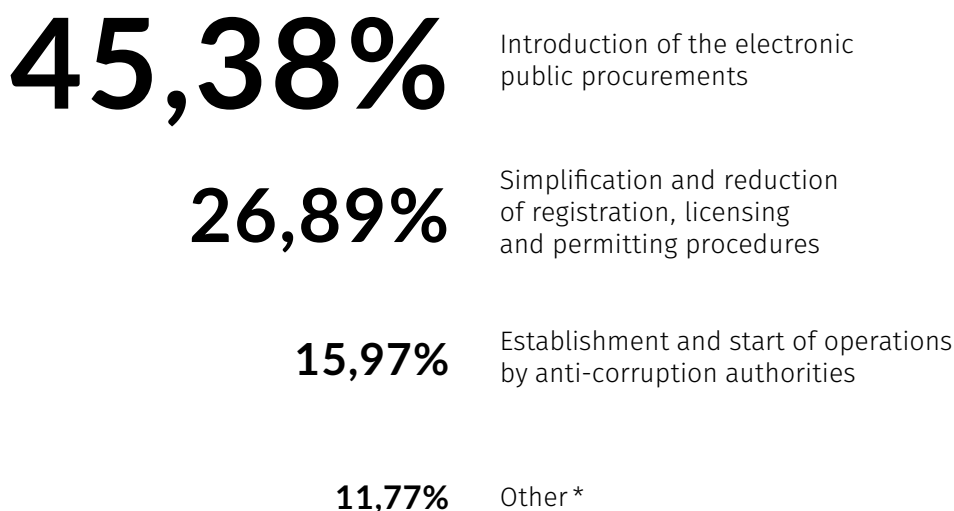 45,38%
Introduction of the electronic
public procurements
26,89%
Simplification and reduction
of registration, licensing
and permitting procedures
15,97%
Establishment and start of operations
by anti-corruption authorities
11,77%
Other *